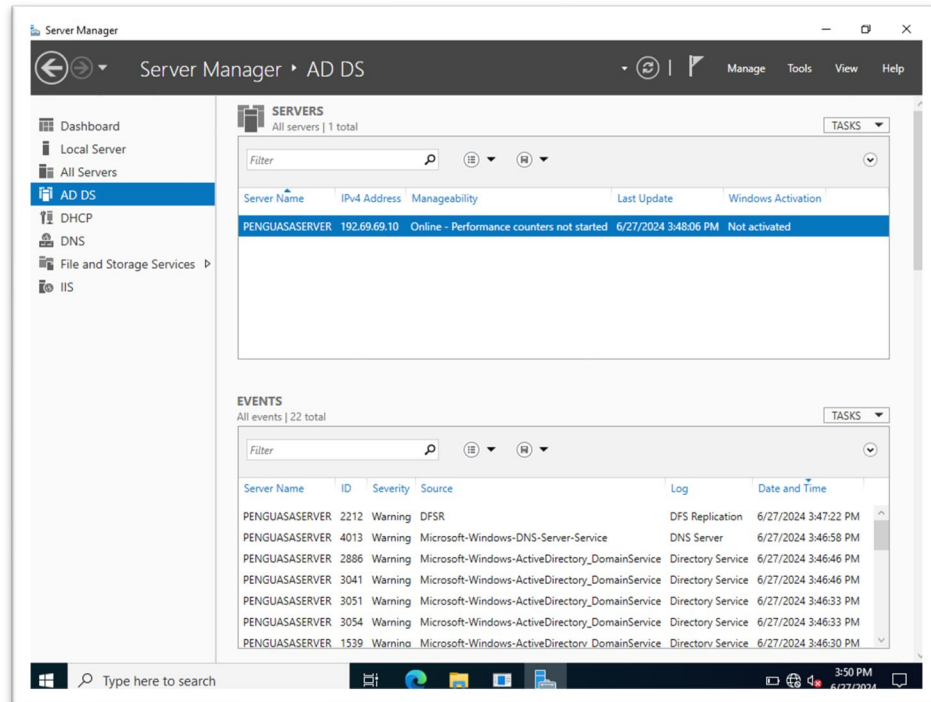 Server Manager
Server Manager • AD DS
Manage Tools View Help
Dashboard
Local Server
All Servers
AD DS
DHCP
DNS
File and Storage Services
IIS
SERVERS
All servers | 1 total
TASKS
Filter
Server Name IPv4 Address Manageability Last Update Windows Activation
PENGUASASERVER 192.69.69.10 Online - Performance counters not started 6/27/2024 3:48:06 PM Not activated
EVENTS
All events | 22 total
TASKS
Filter
Server Name ID Severity Source Log Date and Time
PENGUASASERVER 2212 Warning DFSR DFS Replication 6/27/2024 3:47:22 PM
PENGUASASERVER 4013 Warning Microsoft-Windows-DNS-Server-Service DNS Server 6/27/2024 3:46:58 PM
PENGUASASERVER 2886 Warning Microsoft-Windows-ActiveDirectory_DomainService Directory Service 6/27/2024 3:46:46 PM
PENGUASASERVER 3041 Warning Microsoft-Windows-ActiveDirectory_DomainService Directory Service 6/27/2024 3:46:46 PM
PENGUASASERVER 3051 Warning Microsoft-Windows-ActiveDirectory_DomainService Directory Service 6/27/2024 3:46:33 PM
PENGUASASERVER 3054 Warning Microsoft-Windows-ActiveDirectory_DomainService Directory Service 6/27/2024 3:46:33 PM
PENGUASASERVER 1539 Warning Microsoft-Windows-ActiveDirectory_DomainService Directory Service 6/27/2024 3:46:30 PM
Type here to search
3:50 PM
6/27/2024